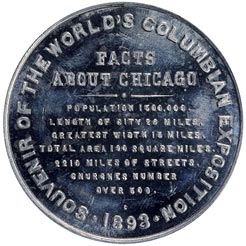 SOUVENIR OF THE WORLD'S COLUMBIAN EXPOSITION
· 1893 ·
FACTS
ABOUT CHICAGO
POPULATION 1500,000.
LENGTH OF CITY 26 MILES.
GREATEST WIDTH 15 MILES.
TOTAL AREA 190 SQUARE MILES.
2210 MILES OF STREETS.
CHURCHES NUMBER
OVER 500.